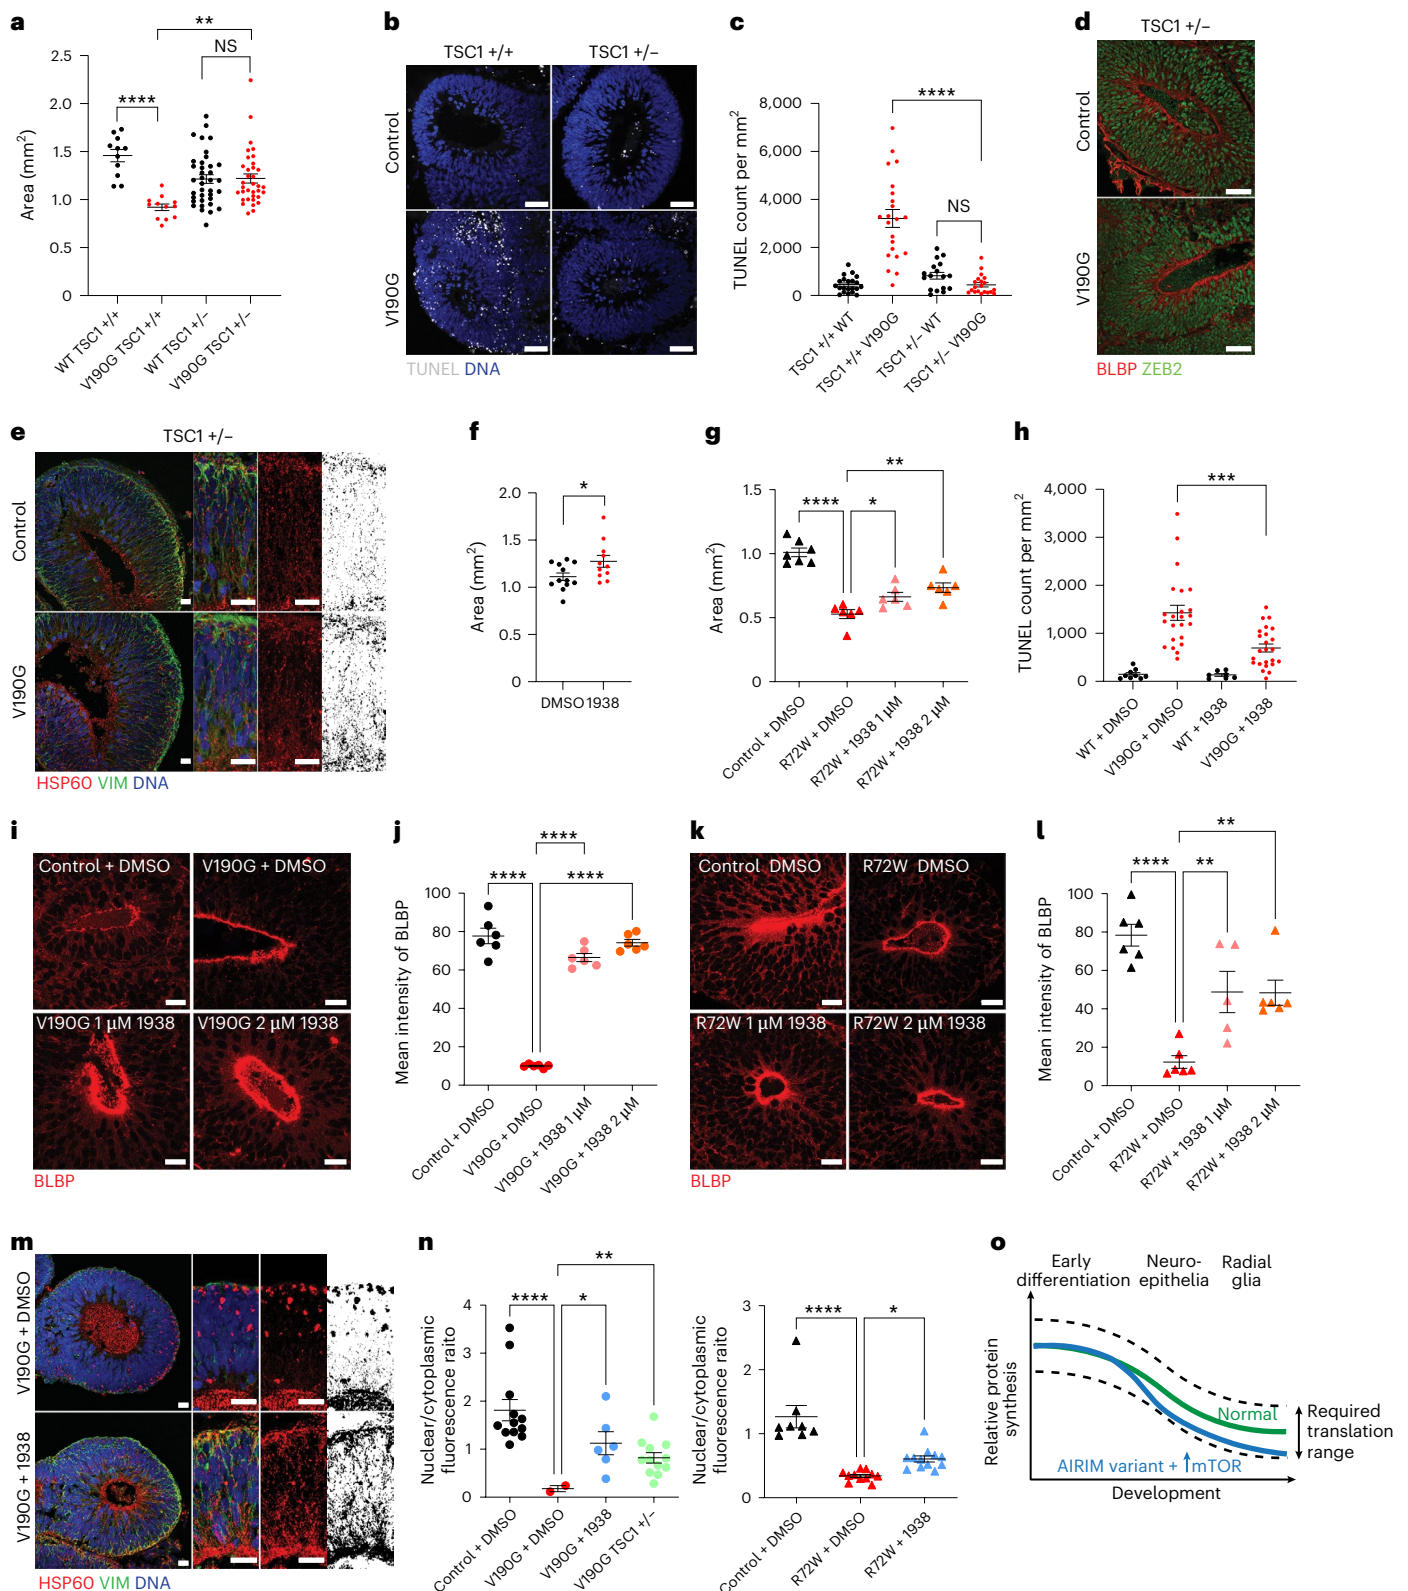 a
**
NS
****
2.5
2.0
1.5
1.0
0.5
0
Area (mm²)
WT TSC1 +/+
V190G TSC1 +/+
WT TSC1 +/−
V190G TSC1 +/−
b
TSC1 +/+
TSC1 +/−
Control
V190G
TUNEL DNA
c
****
NS
8,000
6,000
4,000
2,000
0
TUNEL count per mm²
TSC1 +/+ WT
TSC1 +/+ V190G
TSC1 +/− WT
TSC1 +/− V190G
d
TSC1 +/−
Control
V190G
BLBP ZEB2
e
TSC1 +/−
Control
V190G
HSP60 VIM DNA
f
*
2.0
1.5
1.0
0.5
0
Area (mm²)
DMSO 1938
g
**
**** *
1.5
1.0
0.5
0
Area (mm²)
Control + DMSO
R72W + DMSO
R72W + 1938 1 µM
R72W + 1938 2 µM
h
***
4,000
3,000
2,000
1,000
0
TUNEL count per mm²
WT + DMSO
V190G + DMSO
WT + 1938
V190G + 1938
i
Control + DMSO
V190G + DMSO
V190G 1 µM 1938
V190G 2 µM 1938
BLBP
j
****
**** ****
100
80
60
40
20
0
Mean intensity of BLBP
Control + DMSO
V190G + DMSO
V190G + 1938 1 µM
V190G + 1938 2 µM
k
Control DMSO
R72W DMSO
R72W 1 µM 1938
R72W 2 µM 1938
BLBP
l
**
**** **
100
80
60
40
20
0
Mean intensity of BLBP
Control + DMSO
R72W + DMSO
R72W + 1938 1 µM
R72W + 1938 2 µM
m
V190G + DMSO
V190G + 1938
HSP60 VIM DNA
n
**
**** *
4
3
2
1
0
Nuclear/cytoplasmic
fluorescence raito
Control + DMSO
V190G + DMSO
V190G + 1938
V190G TSC1 +/−
**** *
3
2
1
0
Nuclear/cytoplasmic
fluorescence raito
Control + DMSO
R72W + DMSO
R72W + 1938
o
Early
differentiation
Neuro-
epithelia
Radial
glia
Relative protein
synthesis
Normal
Required
translation
range
AIRIM variant + ↑mTOR
Development